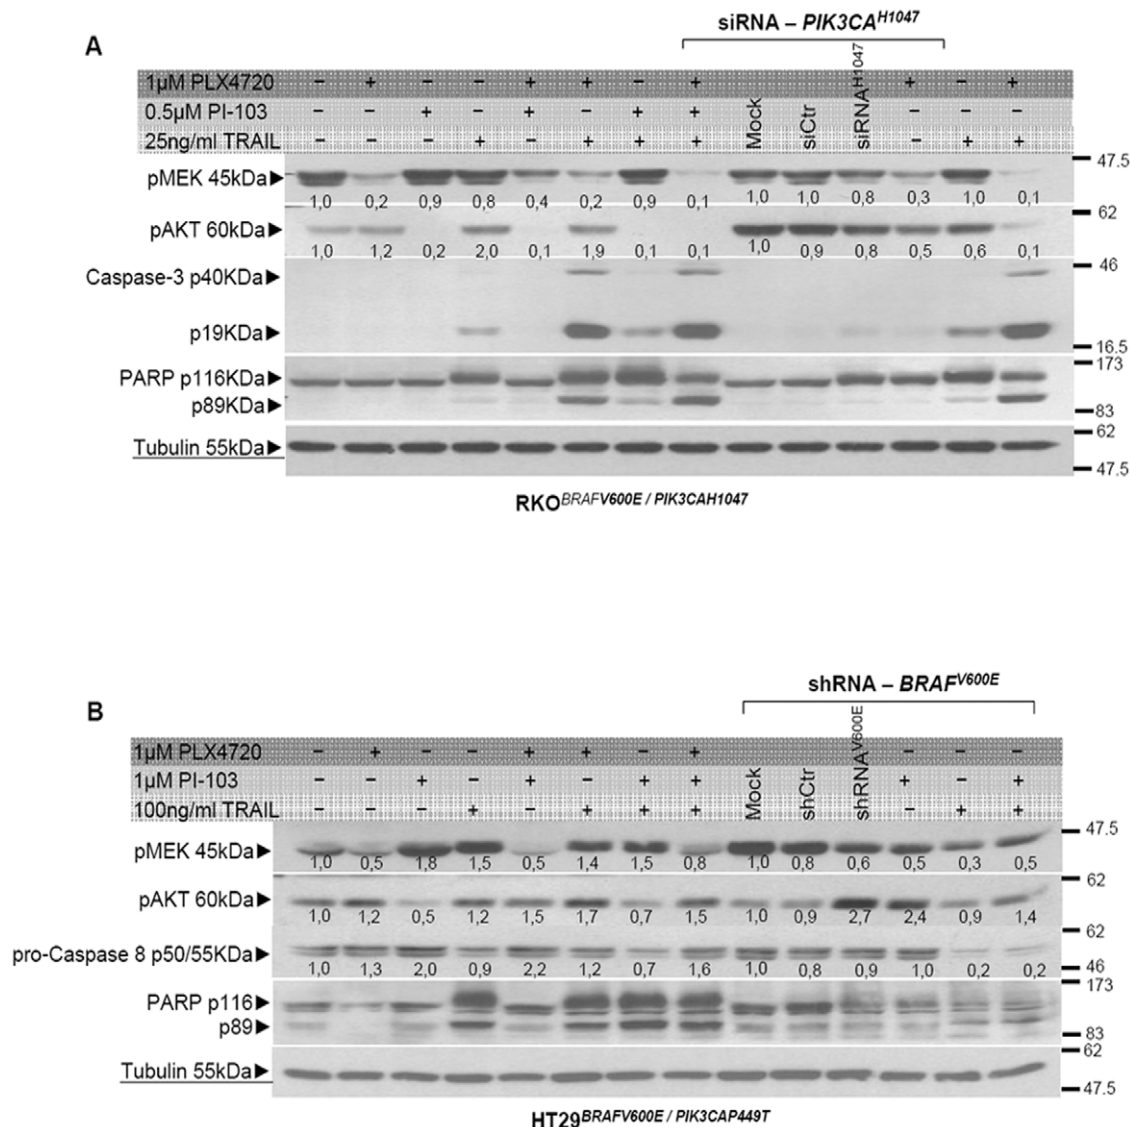 siRNA – PIK3CA^H1047
A
1µM PLX4720 – + – – + + – + Mock siCtr siRNA^H1047 + – +
0.5µM PI-103 – – + – + – + + – – –
25ng/ml TRAIL – – – + – + + + – + +
47.5
pMEK 45kDa
1,0 0,2 0,9 0,8 0,4 0,2 0,9 0,1 1,0 1,0 0,8 0,3 1,0 0,1
62
pAKT 60kDa
1,0 1,2 0,2 2,0 0,1 1,9 0,1 0,1 1,0 0,9 0,8 0,5 0,6 0,1
46
Caspase-3 p40KDa
p19KDa
16.5
173
PARP p116KDa
p89KDa
83
62
Tubulin 55kDa
47.5
RKO^BRAFV600E / PIK3CAH1047
shRNA – BRAF^V600E
B
1µM PLX4720 – + – – + + – + Mock shCtr shRNA^V600E – – –
1µM PI-103 – – + – + – + + + – +
100ng/ml TRAIL – – – + – + + + – + +
47.5
pMEK 45kDa
1,0 0,5 1,8 1,5 0,5 1,4 1,5 0,8 1,0 0,8 0,6 0,5 0,3 0,5
62
pAKT 60kDa
1,0 1,2 0,5 1,2 1,5 1,7 0,7 1,5 1,0 0,9 2,7 2,4 0,9 1,4
62
pro-Caspase 8 p50/55KDa
46
1,0 1,3 2,0 0,9 2,2 1,2 0,7 1,6 1,0 0,8 0,9 1,0 0,2 0,2
173
PARP p116
p89
83
62
Tubulin 55kDa
47.5
HT29^BRAFV600E / PIK3CAP449T